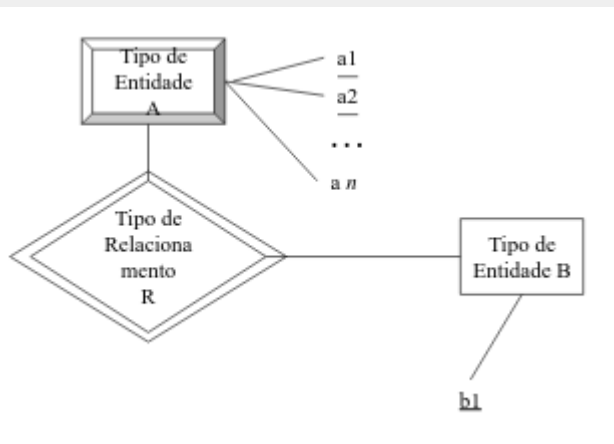 Tipo de
Entidade
A
a1
a2
...
a n
Tipo de
Relaciona
mento
R
Tipo de
Entidade B
b1